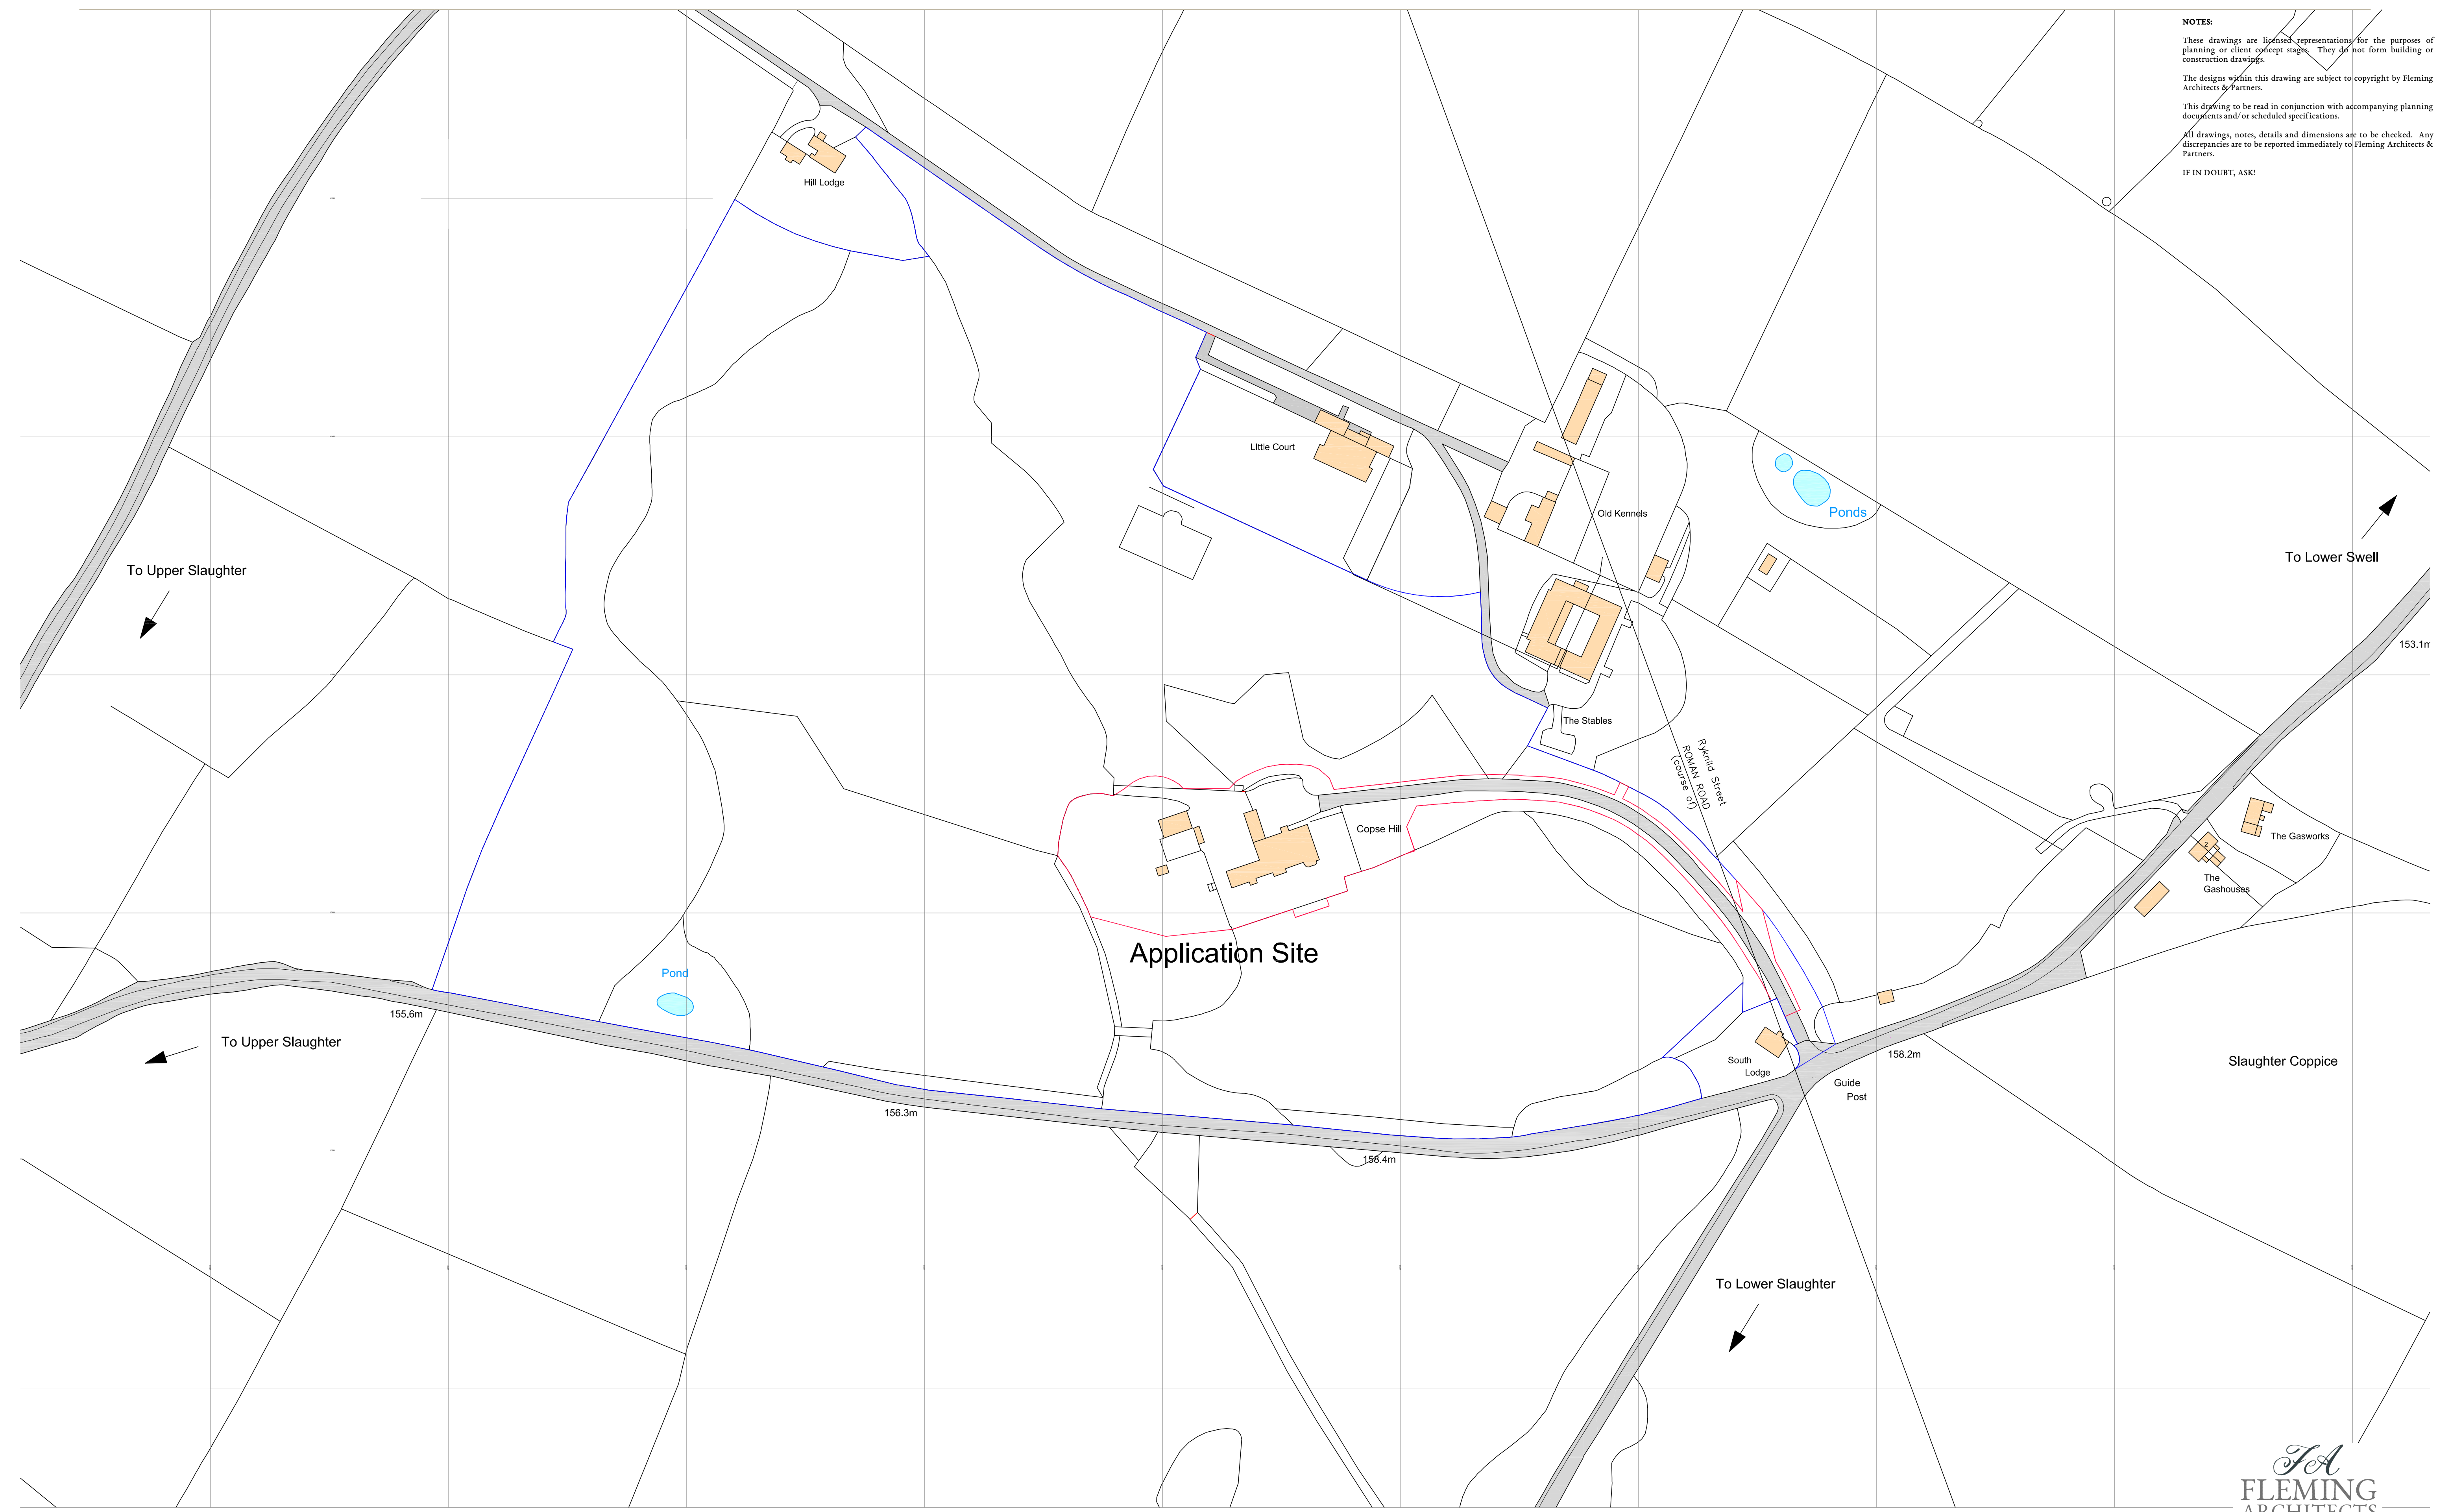 NOTES:
These drawings are licensed representations for the purposes of
planning or client concept stages. They do not form building or
construction drawings.
The designs within this drawing are subject to copyright by Fleming
Architects & Partners.
This drawing to be read in conjunction with accompanying planning
documents and/or scheduled specifications.
All drawings, notes, details and dimensions are to be checked. Any
discrepancies are to be reported immediately to Fleming Architects &
Partners.
IF IN DOUBT, ASK!
Hill Lodge
Little Court
Old Kennels
Ponds
To Lower Swell
To Upper Slaughter
153.1m
The Stables
Ryknild Street
ROMAN ROAD
(course of)
Copse Hill
The Gasworks
2
The
Gashouses
Application Site
Pond
155.6m
To Upper Slaughter
156.3m
158.4m
South
Lodge
Guide
Post
158.2m
Slaughter Coppice
To Lower Slaughter
FA
FLEMING
ARCHITECTS